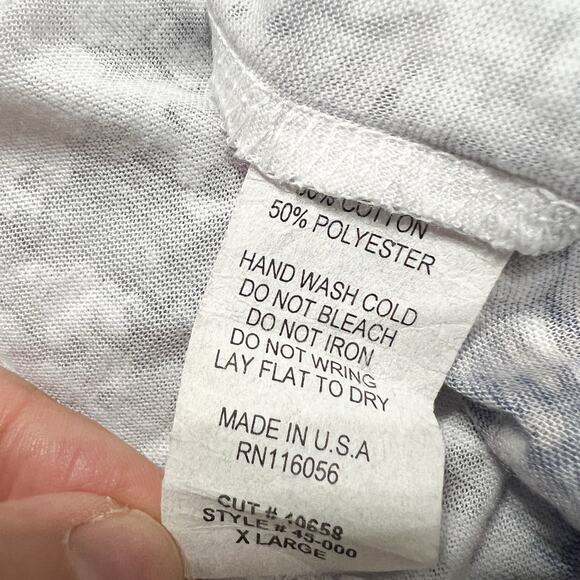 50% COTTON
50% POLYESTER
HAND WASH COLD
DO NOT BLEACH
DO NOT IRON
DO NOT WRING
LAY FLAT TO DRY
MADE IN U.S.A
RN116056
CUT # 10658
STYLE # 45-000
X LARGE